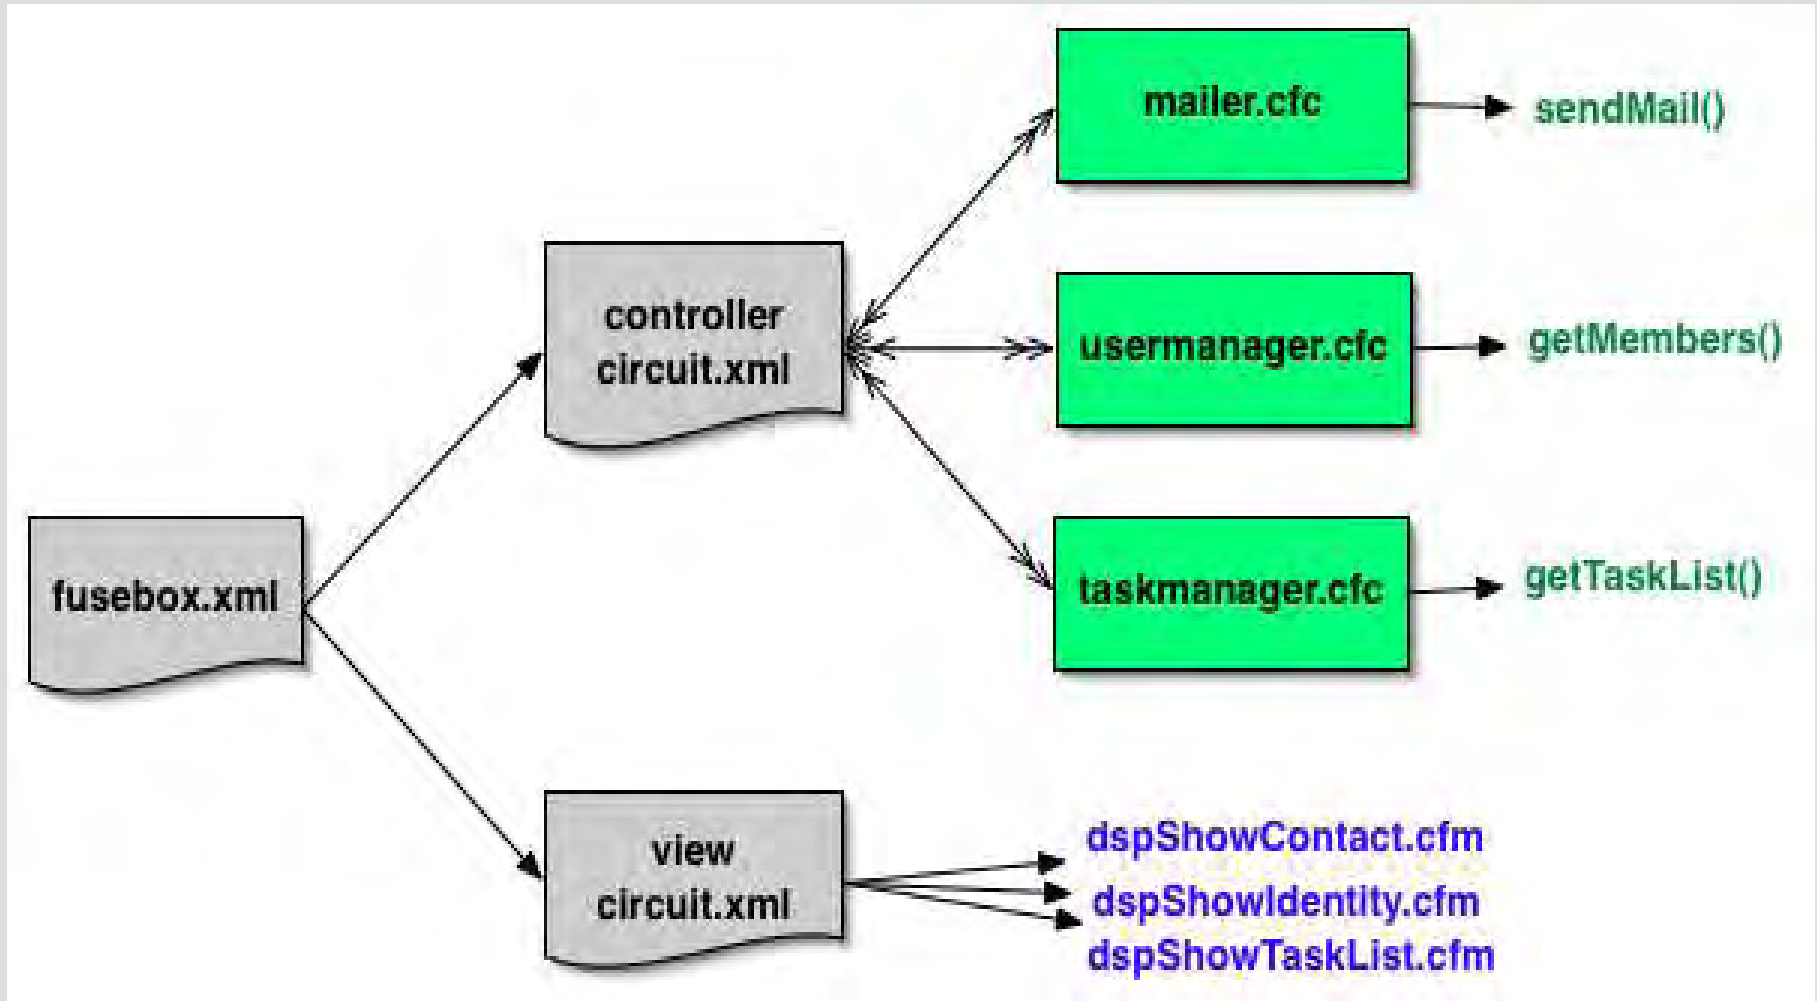 mailer.cfc
sendMail()
controller
circuit.xml
usermanager.cfc
getMembers()
fusebox.xml
taskmanager.cfc
getTaskList()
view
circuit.xml
dspShowContact.cfm
dspShowIdentity.cfm
dspShowTaskList.cfm